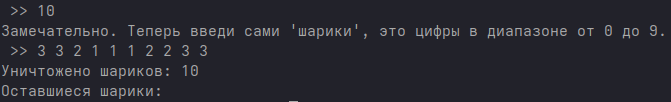 >> 10
Замечательно. Теперь введи сами 'шарики', это цифры в диапазоне от 0 до 9.
>> 3 3 2 1 1 1 2 2 3 3
Уничтожено шариков: 10
Оставшиеся шарики: